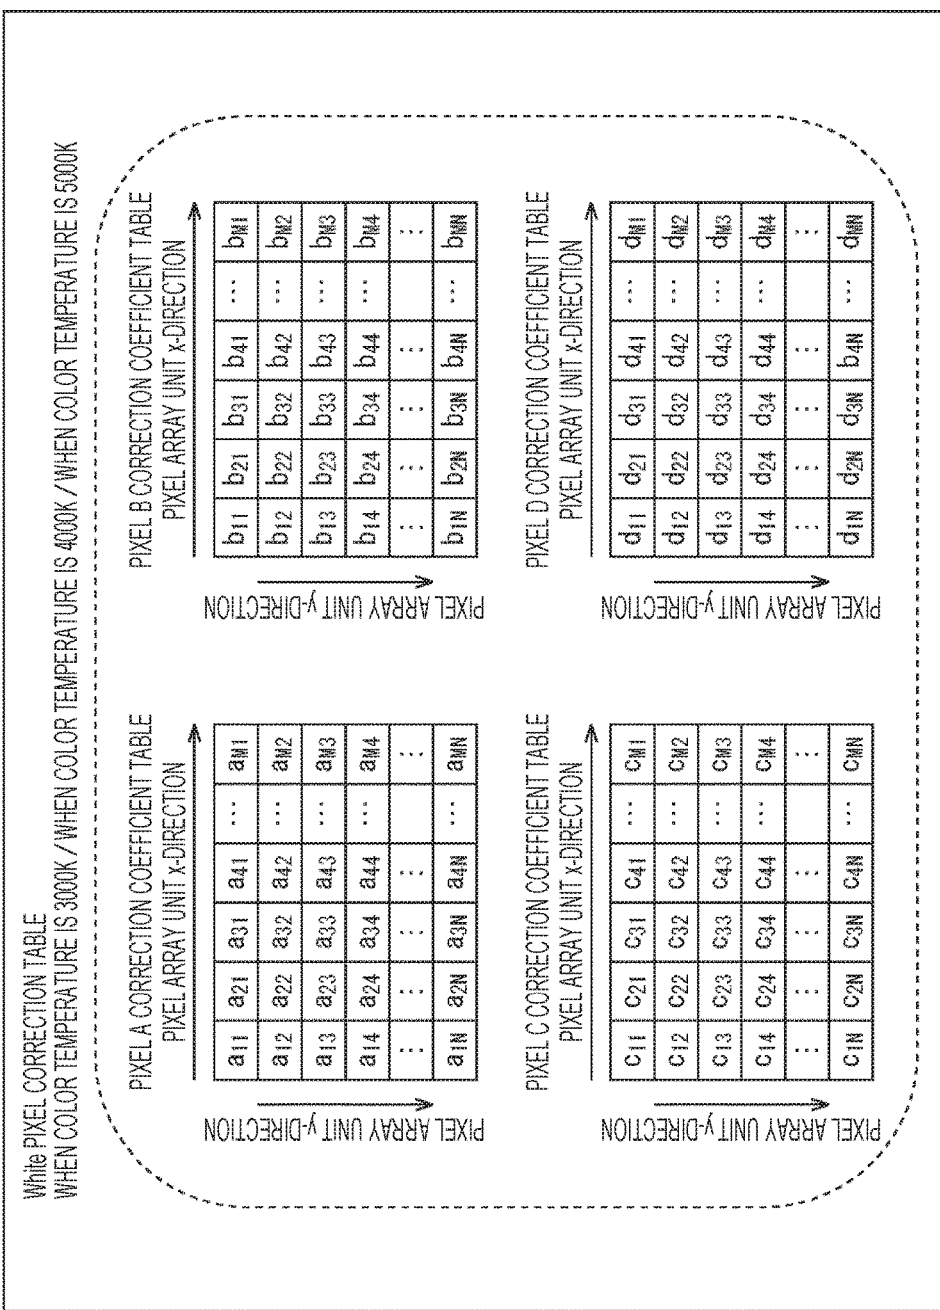 White PIXEL CORRECTION TABLE
WHEN COLOR TEMPERATURE IS 3000K / WHEN COLOR TEMPERATURE IS 4000K / WHEN COLOR TEMPERATURE IS 5000K
PIXEL A CORRECTION COEFFICIENT TABLE
PIXEL ARRAY UNIT x-DIRECTION
PIXEL ARRAY UNIT y-DIRECTION
a11 a21 a31 a41 ... aM1
a12 a22 a32 a42 ... aM2
a13 a23 a33 a43 ... aM3
a14 a24 a34 a44 ... aM4
⋮ ⋮ ⋮ ⋮ ⋮
a1N a2N a3N a4N ... aMN
PIXEL B CORRECTION COEFFICIENT TABLE
PIXEL ARRAY UNIT x-DIRECTION
PIXEL ARRAY UNIT y-DIRECTION
b11 b21 b31 b41 ... bM1
b12 b22 b32 b42 ... bM2
b13 b23 b33 b43 ... bM3
b14 b24 b34 b44 ... bM4
⋮ ⋮ ⋮ ⋮ ⋮
b1N b2N b3N b4N ... bMN
PIXEL C CORRECTION COEFFICIENT TABLE
PIXEL ARRAY UNIT x-DIRECTION
PIXEL ARRAY UNIT y-DIRECTION
c11 c21 c31 c41 ... cM1
c12 c22 c32 c42 ... cM2
c13 c23 c33 c43 ... cM3
c14 c24 c34 c44 ... cM4
⋮ ⋮ ⋮ ⋮ ⋮
c1N c2N c3N c4N ... cMN
PIXEL D CORRECTION COEFFICIENT TABLE
PIXEL ARRAY UNIT x-DIRECTION
PIXEL ARRAY UNIT y-DIRECTION
d11 d21 d31 d41 ... dM1
d12 d22 d32 d42 ... dM2
d13 d23 d33 d43 ... dM3
d14 d24 d34 d44 ... dM4
⋮ ⋮ ⋮ ⋮ ⋮
d1N d2N d3N b4N ... dMN